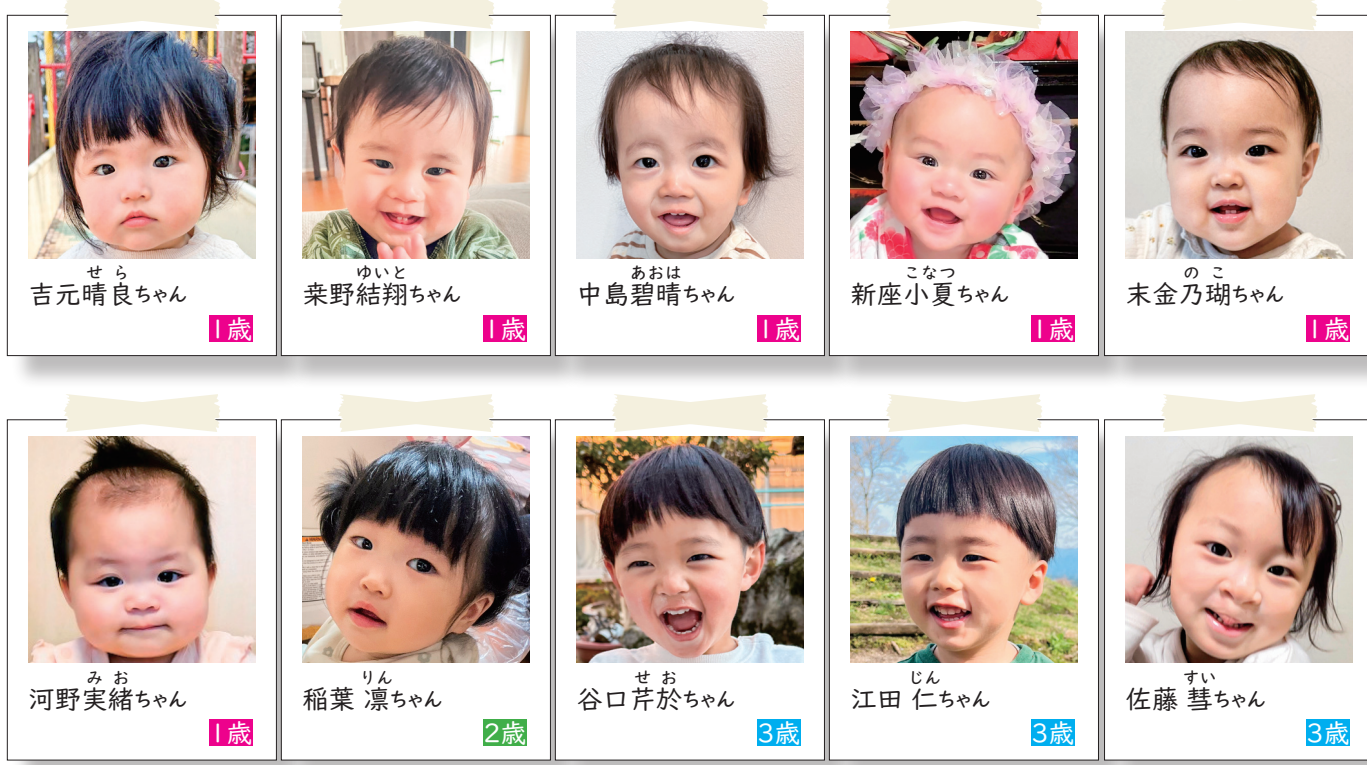 せら
吉元晴良ちゃん
1歳
ゆいと
桒野結翔ちゃん
1歳
あおは
中島碧晴ちゃん
1歳
こなつ
新座小夏ちゃん
1歳
のこ
末金乃瑚ちゃん
1歳
みお
河野実緒ちゃん
1歳
りん
稲葉 凛ちゃん
2歳
せお
谷口芹於ちゃん
3歳
じん
江田 仁ちゃん
3歳
すい
佐藤 彗ちゃん
3歳